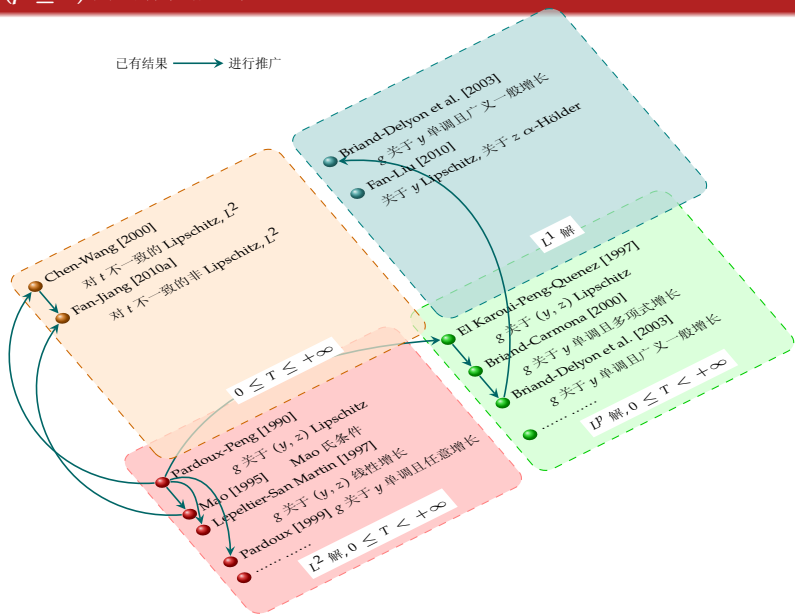 已有结果 进行推广
Briand-Delyon et al. [2003]
g 关于 y 单调且广义一般增长
Fan-Liu [2010]
关于 y Lipschitz, 关于 z α-Hölder
L¹ 解
Chen-Wang [2000]
对 t 不一致的 Lipschitz, L²
Fan-Jiang [2010a]
对 t 不一致的非 Lipschitz, L²
0 ≤ T ≤ +∞
El Karoui-Peng-Quenez [1997]
g 关于 (y, z) Lipschitz
Briand-Carmona [2000]
g 关于 y 单调且多项式增长
Briand-Delyon et al. [2003]
g 关于 y 单调且广义一般增长
... ...
Lᵖ 解, 0 ≤ T < +∞
Pardoux-Peng [1990]
g 关于 (y, z) Lipschitz
Mao [1995] Mao 氏条件
Lepeltier-San Martin [1997]
g 关于 (y, z) 线性增长
Pardoux [1999] g 关于 y 单调且任意增长
... ...
L² 解, 0 ≤ T < +∞